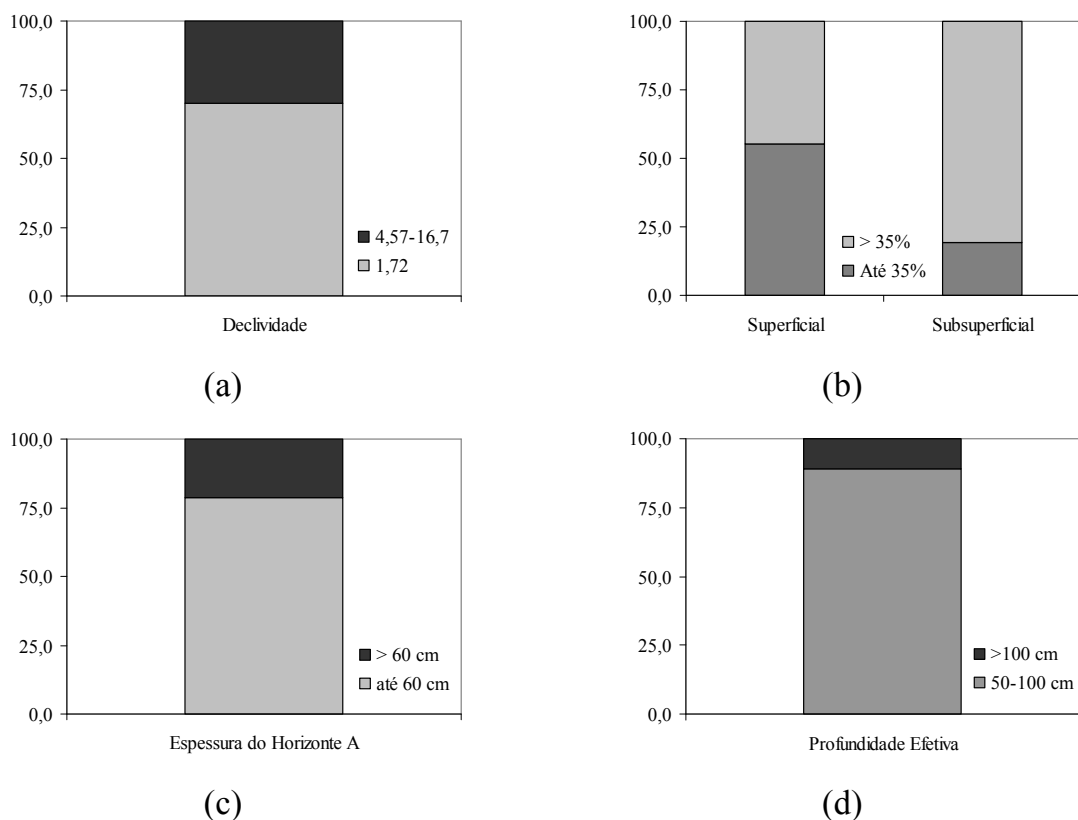 100,0
75,0
50,0
25,0
0,0
4,57-16,7
1,72
Declividade
(a)
100,0
75,0
50,0
25,0
0,0
> 35%
Até 35%
Superficial
Subsuperficial
(b)
100,0
75,0
50,0
25,0
0,0
> 60 cm
até 60 cm
Espessura do Horizonte A
(c)
100,0
75,0
50,0
25,0
0,0
>100 cm
50-100 cm
Profundidade Efetiva
(d)